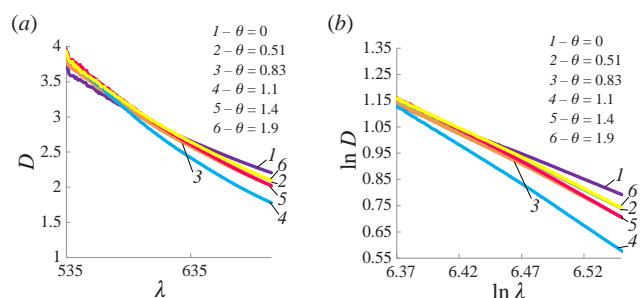 (a)
4
3.5
3
2.5
2
1.5
1
D
535
635
λ
1 – θ = 0
2 – θ = 0.51
3 – θ = 0.83
4 – θ = 1.1
5 – θ = 1.4
6 – θ = 1.9
1
6
2
5
4
3
(b)
1.35
1.25
1.15
1.05
0.95
0.85
0.75
0.65
0.55
ln D
6.37
6.42
6.47
6.52
ln λ
1 – θ = 0
2 – θ = 0.51
3 – θ = 0.83
4 – θ = 1.1
5 – θ = 1.4
6 – θ = 1.9
1
6
2
5
4
3